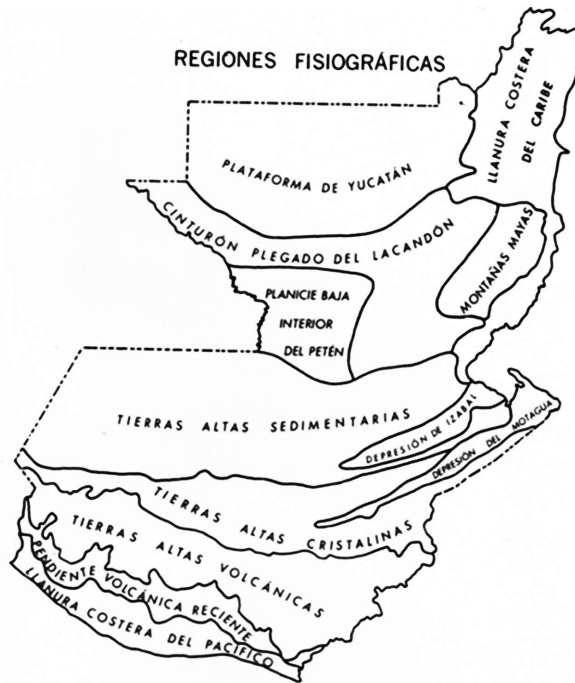 REGIONES FISIOGRÁFICAS
LLANURA COSTERA
DEL CARIBE
PLATAFORMA DE YUCATÁN
CINTURÓN PLEGADO DEL LACANDÓN
MONTAÑAS MAYAS
PLANICIE BAJA
INTERIOR
DEL PETÉN
TIERRAS ALTAS SEDIMENTARIAS
DEPRESIÓN DE IZABAL
DEPRESIÓN DEL MOTAGUA
TIERRAS ALTAS CRISTALINAS
TIERRAS ALTAS VOLCÁNICAS
PENDIENTE VOLCÁNICA RECIENTE
LLANURA COSTERA DEL PACÍFICO